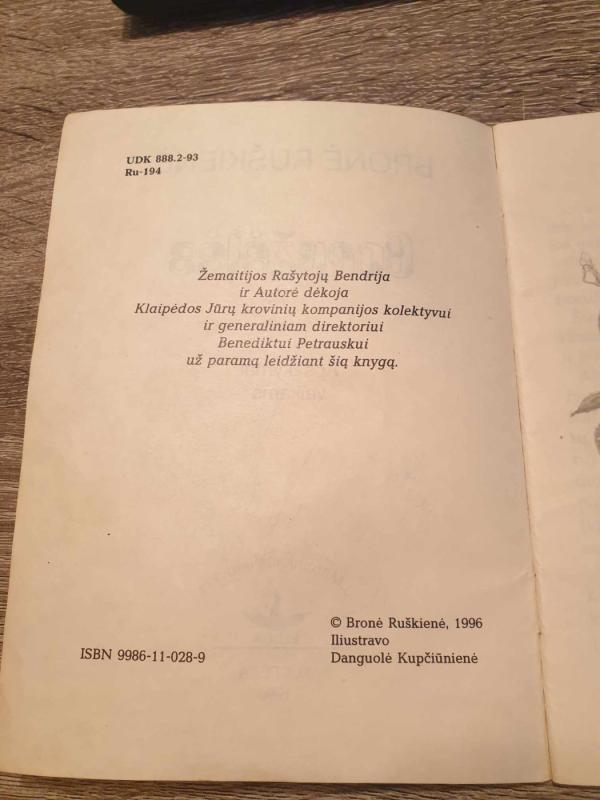 UDK 888.2-93
Ru-194
Žemaitijos Rašytojų Bendrija
ir Autorė dėkoja
Klaipėdos Jūrų krovinių kompanijos kolektyvui
ir generaliniam direktoriui
Benediktui Petrauskui
už paramą leidžiant šią knygą.
ISBN 9986-11-028-9
© Bronė Ruškienė, 1996
Iliustravo
Danguolė Kupčiūnienė